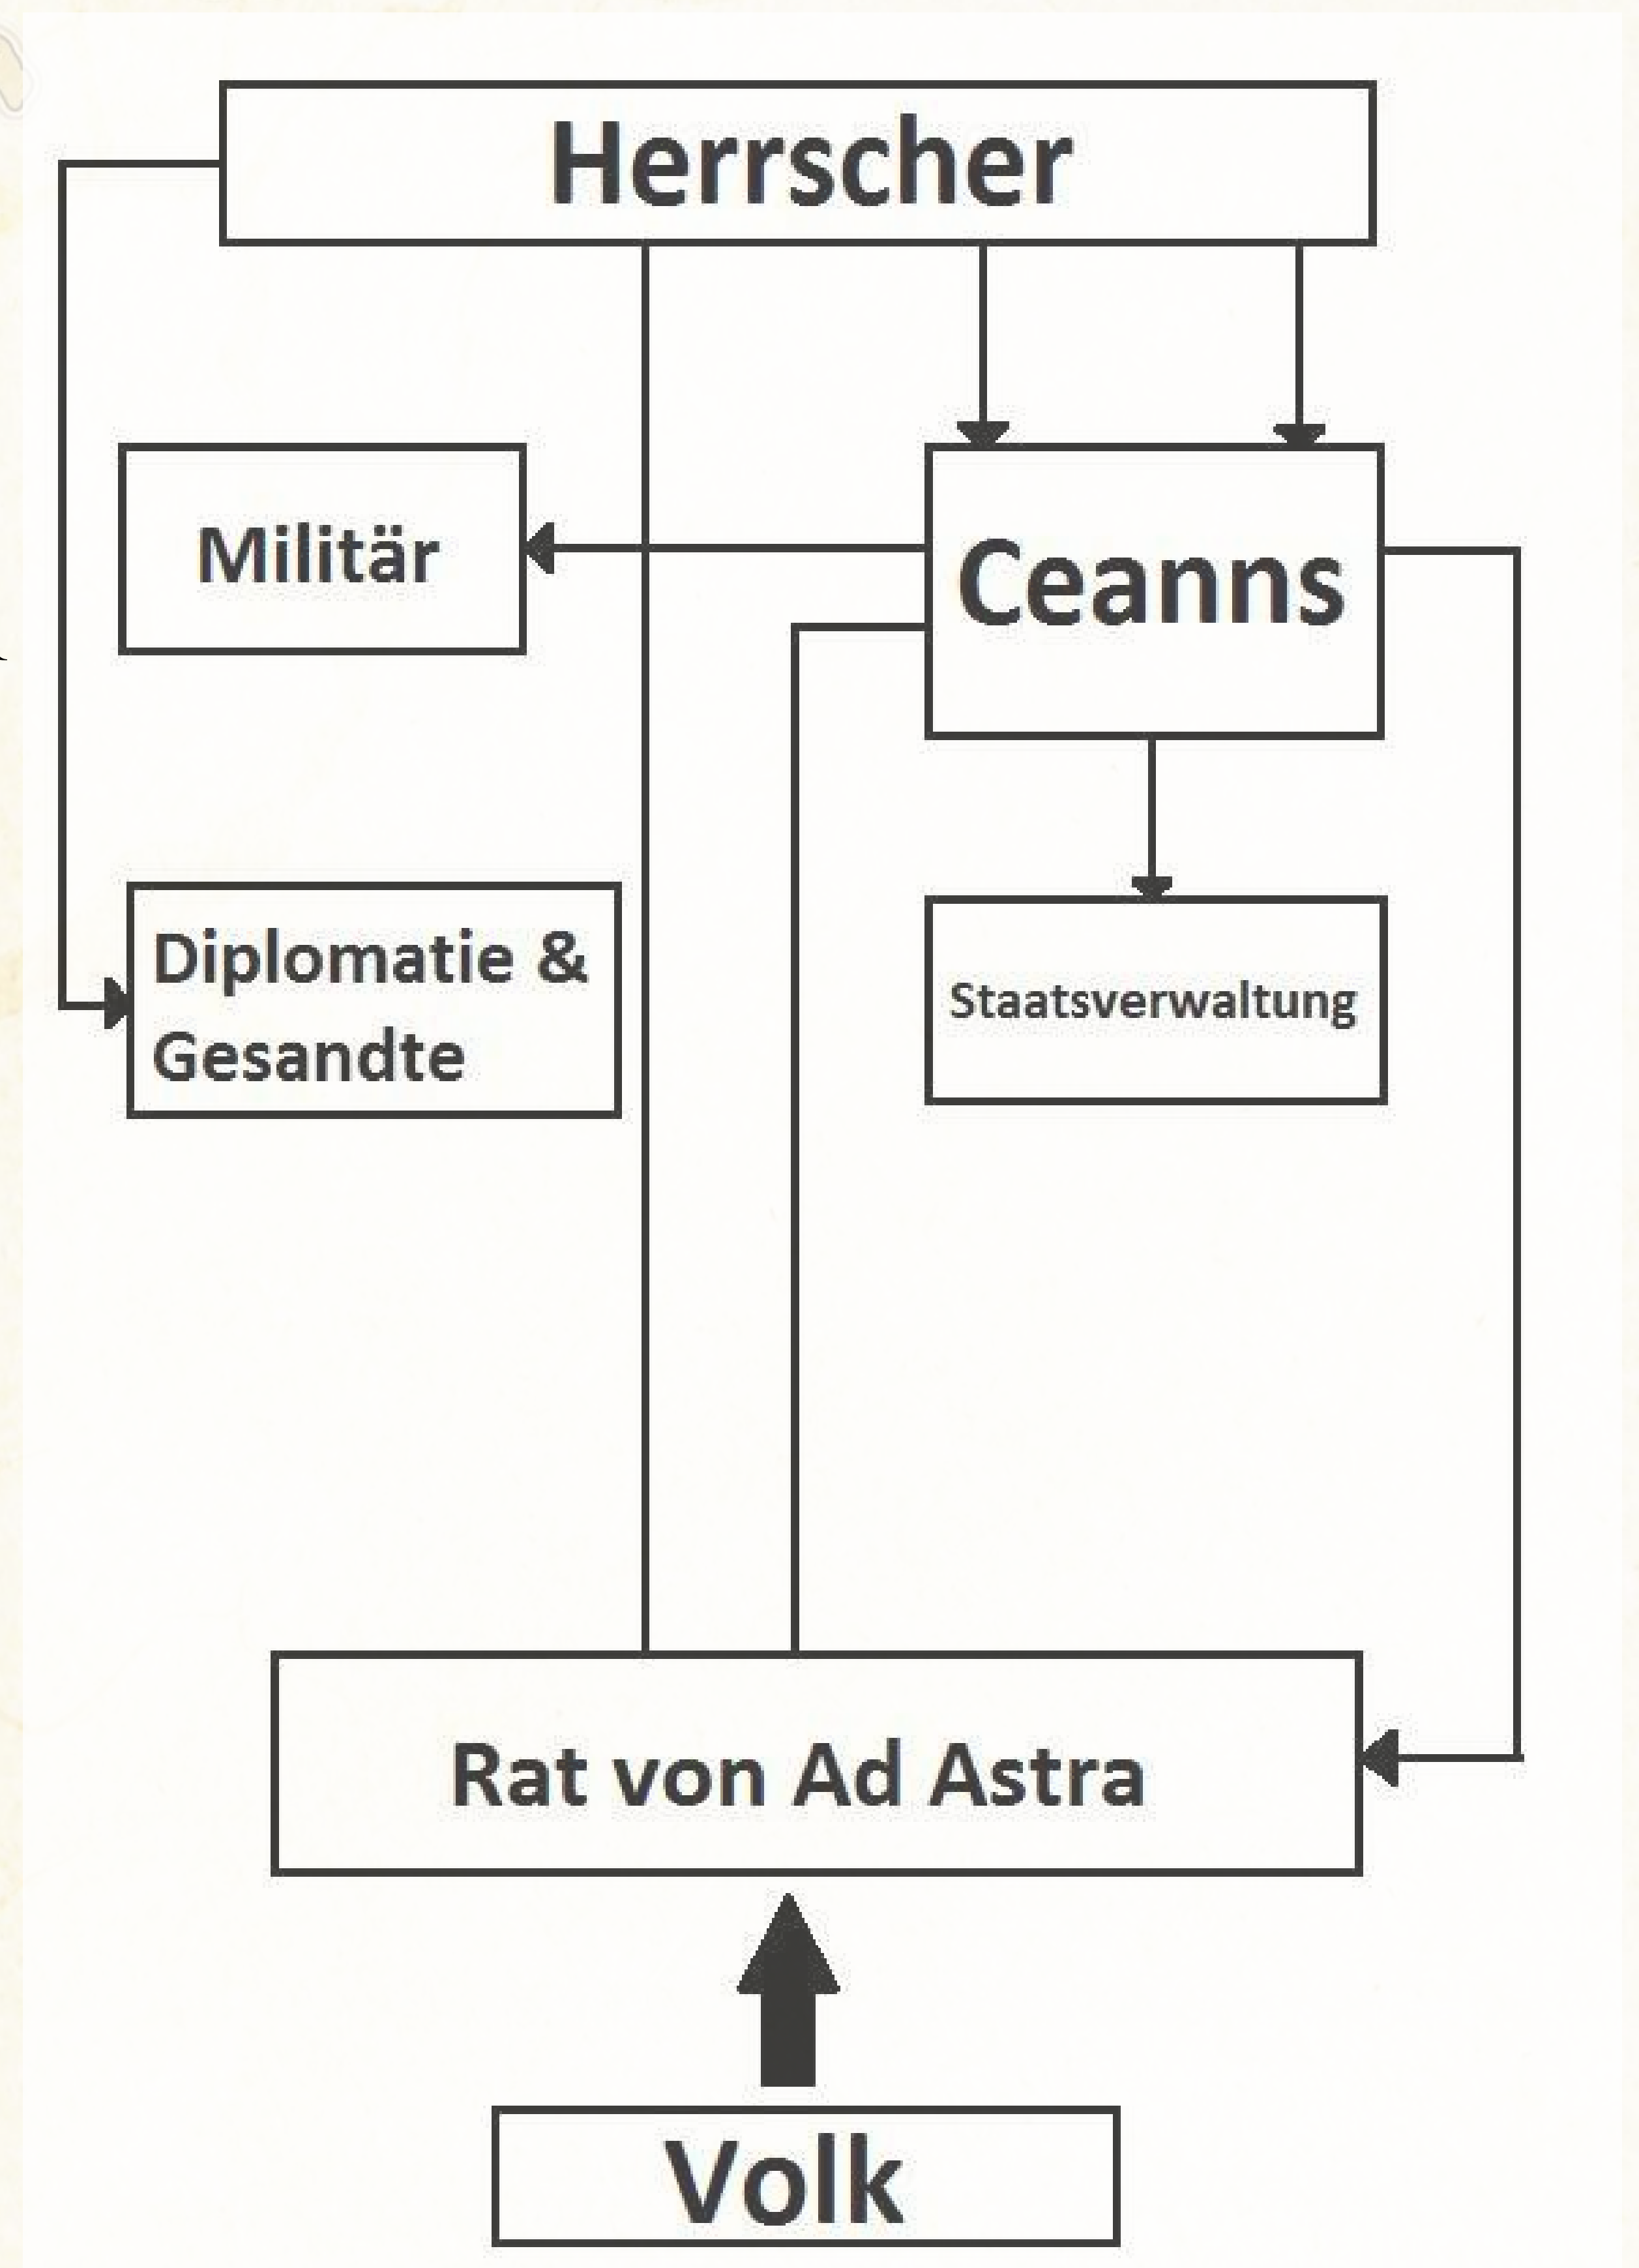 Herrscher
Militär
Ceanns
Diplomatie &
Gesandte
Staatsverwaltung
Rat von Ad Astra
Volk